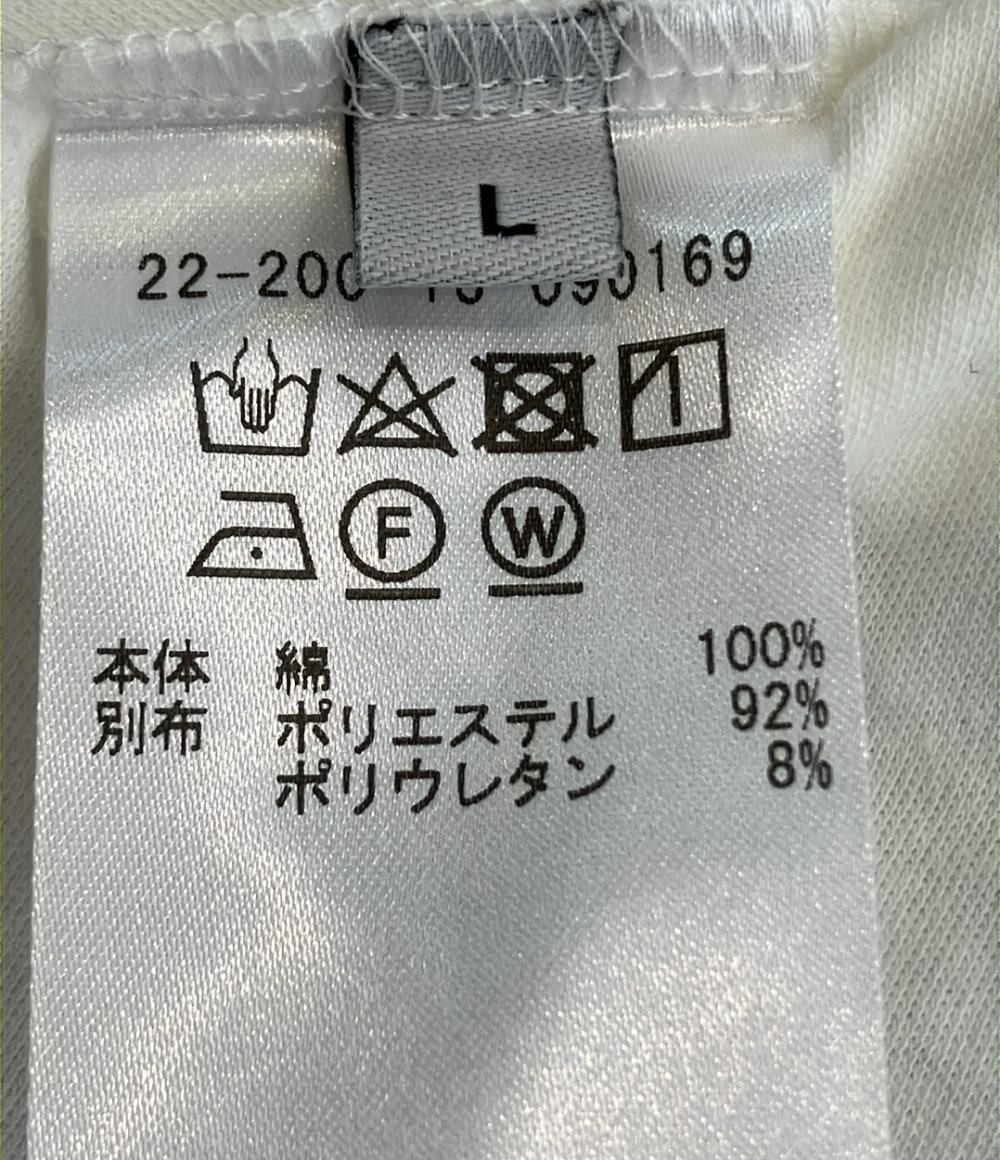 L
22-200 090169
F W
本体 綿 100%
別布 ポリエステル 92%
ポリウレタン 8%